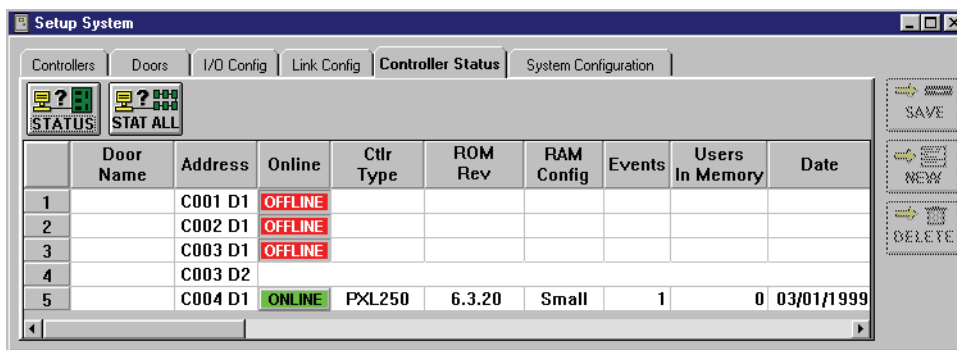 Setup System
Controllers Doors I/O Config Link Config Controller Status System Configuration
STATUS STAT ALL
SAVE
NEW
DELETE
Door Name Address Online Ctlr Type ROM Rev RAM Config Events Users In Memory Date
1 C001 D1 OFFLINE
2 C002 D1 OFFLINE
3 C003 D1 OFFLINE
4 C003 D2
5 C004 D1 ONLINE PXL250 6.3.20 Small 1 0 03/01/1999